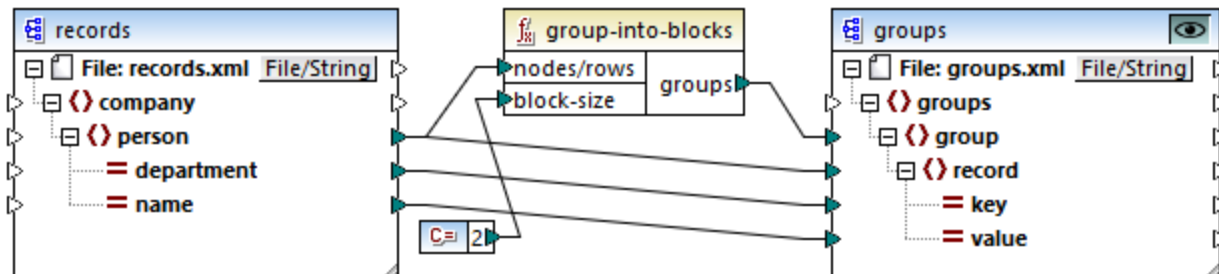 records
File: records.xml File/String
company
person
department
name
group-into-blocks
nodes/rows
block-size
groups
C= 2
groups
File: groups.xml File/String
groups
group
record
key
value